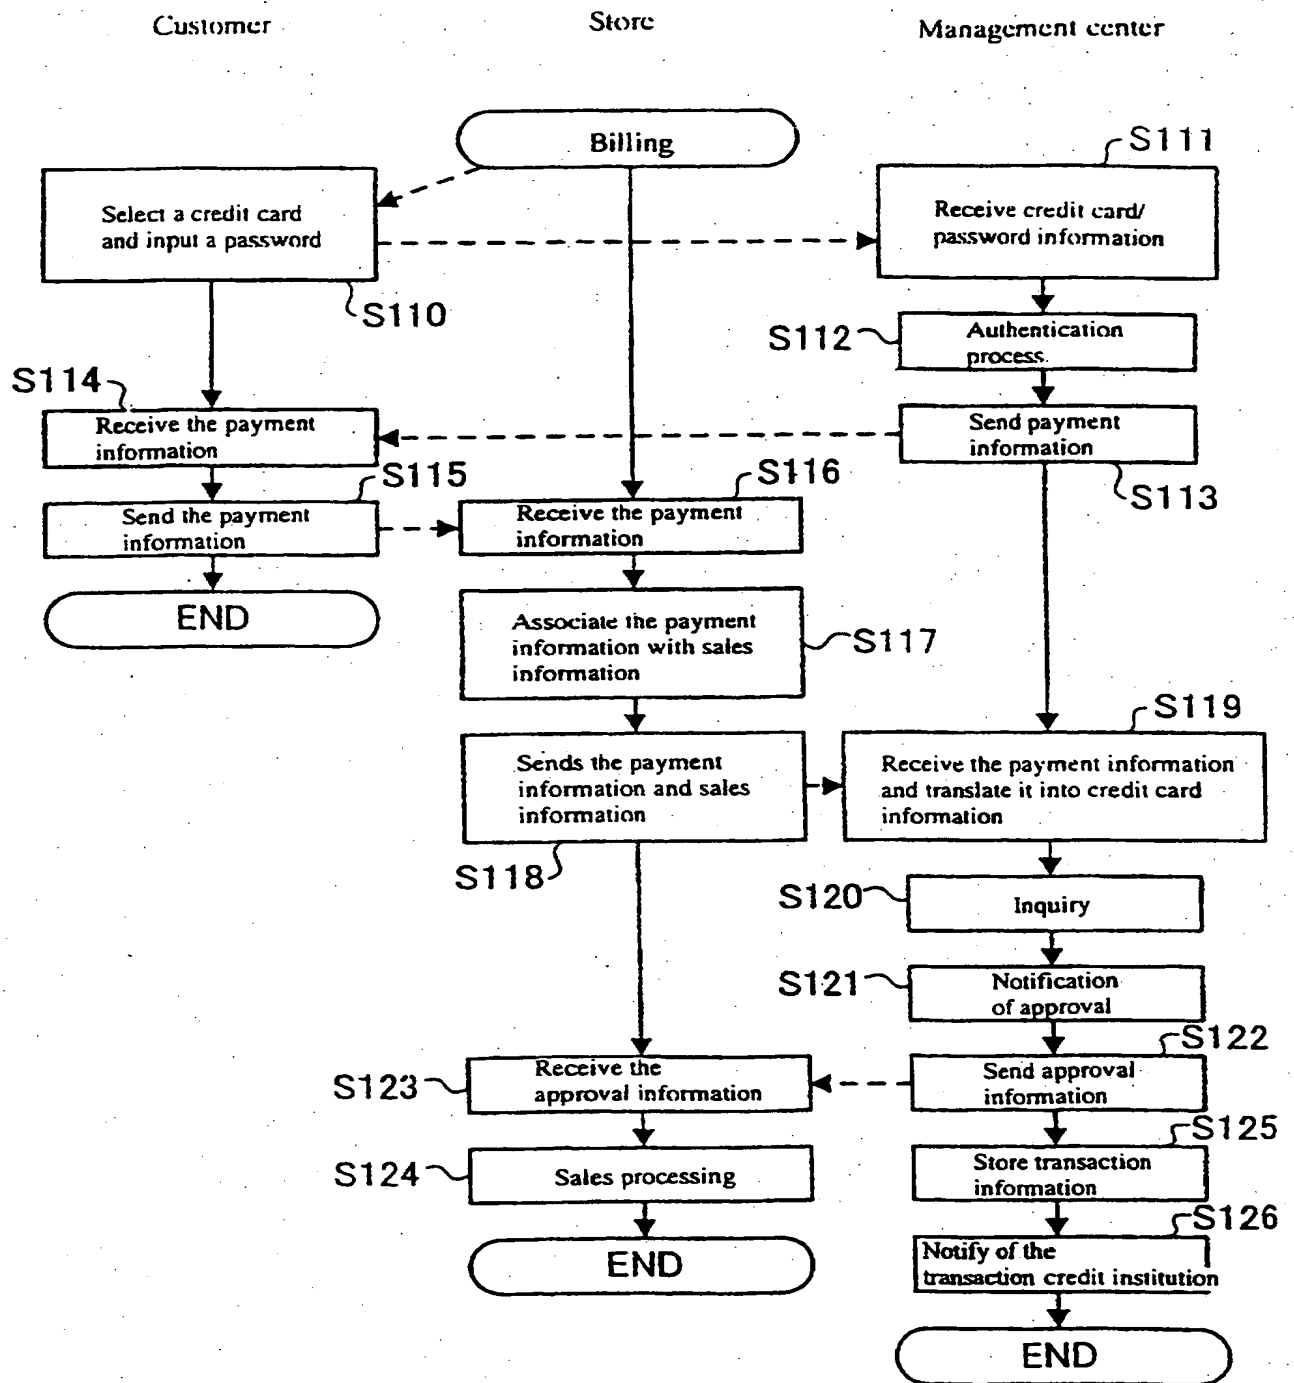 Customer
Store
Management center
Billing
S111
Select a credit card
and input a password
Receive credit card/
password information
S110
S112
Authentication
process
S114
Receive the payment
information
Send payment
information
S115
S116
S113
Send the payment
information
Receive the payment
information
END
Associate the payment
information with sales
information
S117
S119
Sends the payment
information and sales
information
Receive the payment information
and translate it into credit card
information
S118
S120
Inquiry
S121
Notification
of approval
S122
S123
Receive the
approval information
Send approval
information
S125
S124
Sales processing
Store transaction
information
S126
END
Notify of the
transaction credit institution
END